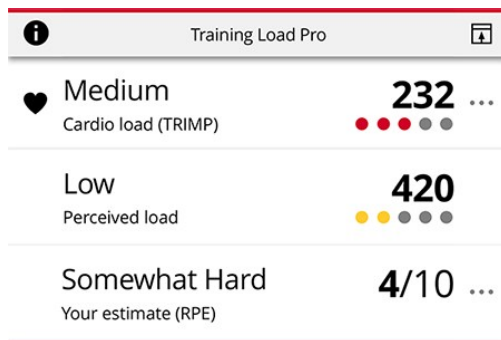 Training Load Pro
Medium 232
Cardio load (TRIMP)
Low 420
Perceived load
Somewhat Hard 4/10
Your estimate (RPE)